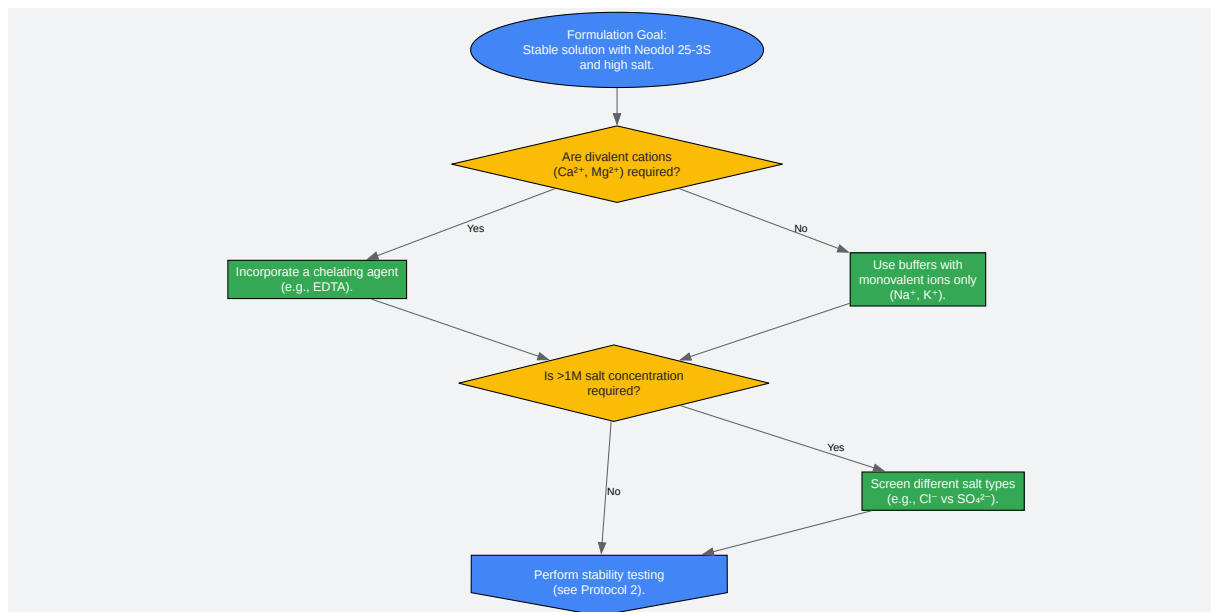 Formulation Goal:
Stable solution with Neodol 25-3S
and high salt.
Are divalent cations
(Ca²⁺, Mg²⁺) required?
Yes
No
Incorporate a chelating agent
(e.g., EDTA).
Use buffers with
monovalent ions only
(Na⁺, K⁺).
Is >1M salt concentration
required?
Yes
No
Screen different salt types
(e.g., Cl⁻ vs SO₄²⁻).
Perform stability testing
(see Protocol 2).